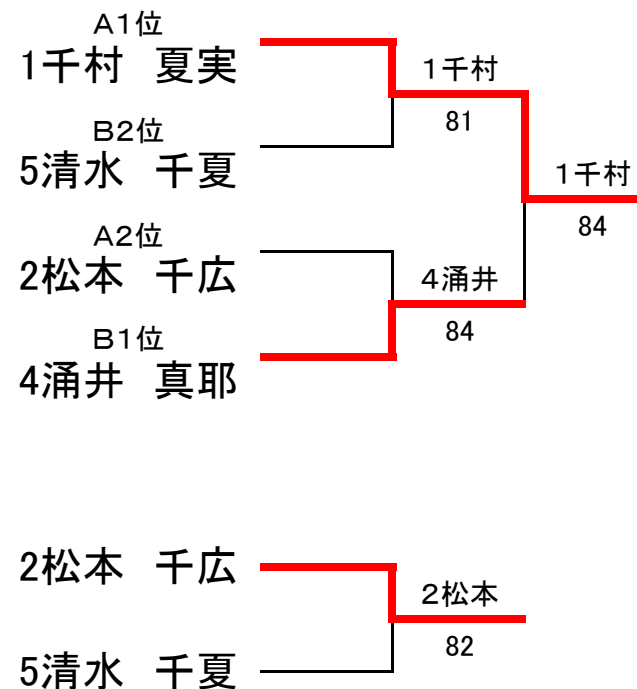 A1位
1千村　夏実
1千村
81
B2位
5清水　千夏
1千村
84
A2位
2松本　千広
4涌井
84
B1位
4涌井　真耶
2松本　千広
2松本
82
5清水　千夏